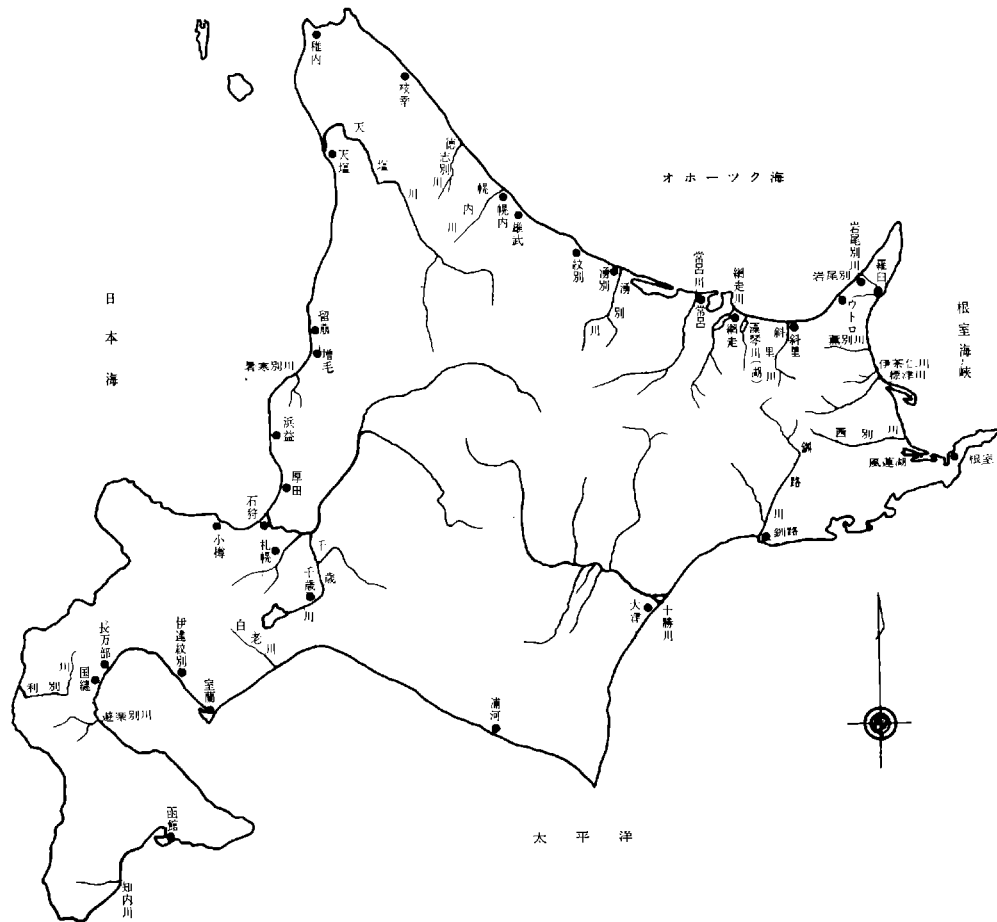 稚内
枝幸
天塩
天塩川
徳志別川
幌内川
幌内
雄武
オホーツク海
紋別
湧別
湧別川
常呂川
常呂
網走川
網走
藻琴川(湖)
斜里
斜里川
岩尾別川
岩尾別
羅臼
ウトロ
薫別川
伊茶仁川
標津川
根室海峡
西別川
風蓮湖
根室
釧路川
釧路
日本海
留萌
増毛
暑寒別川
浜益
厚田
石狩
小樽
札幌
千歳
千歳川
白老川
大津
十勝川
長万部
国縫
伊達紋別
室蘭
利別川
遊楽別川
浦河
函館
知内川
太平洋